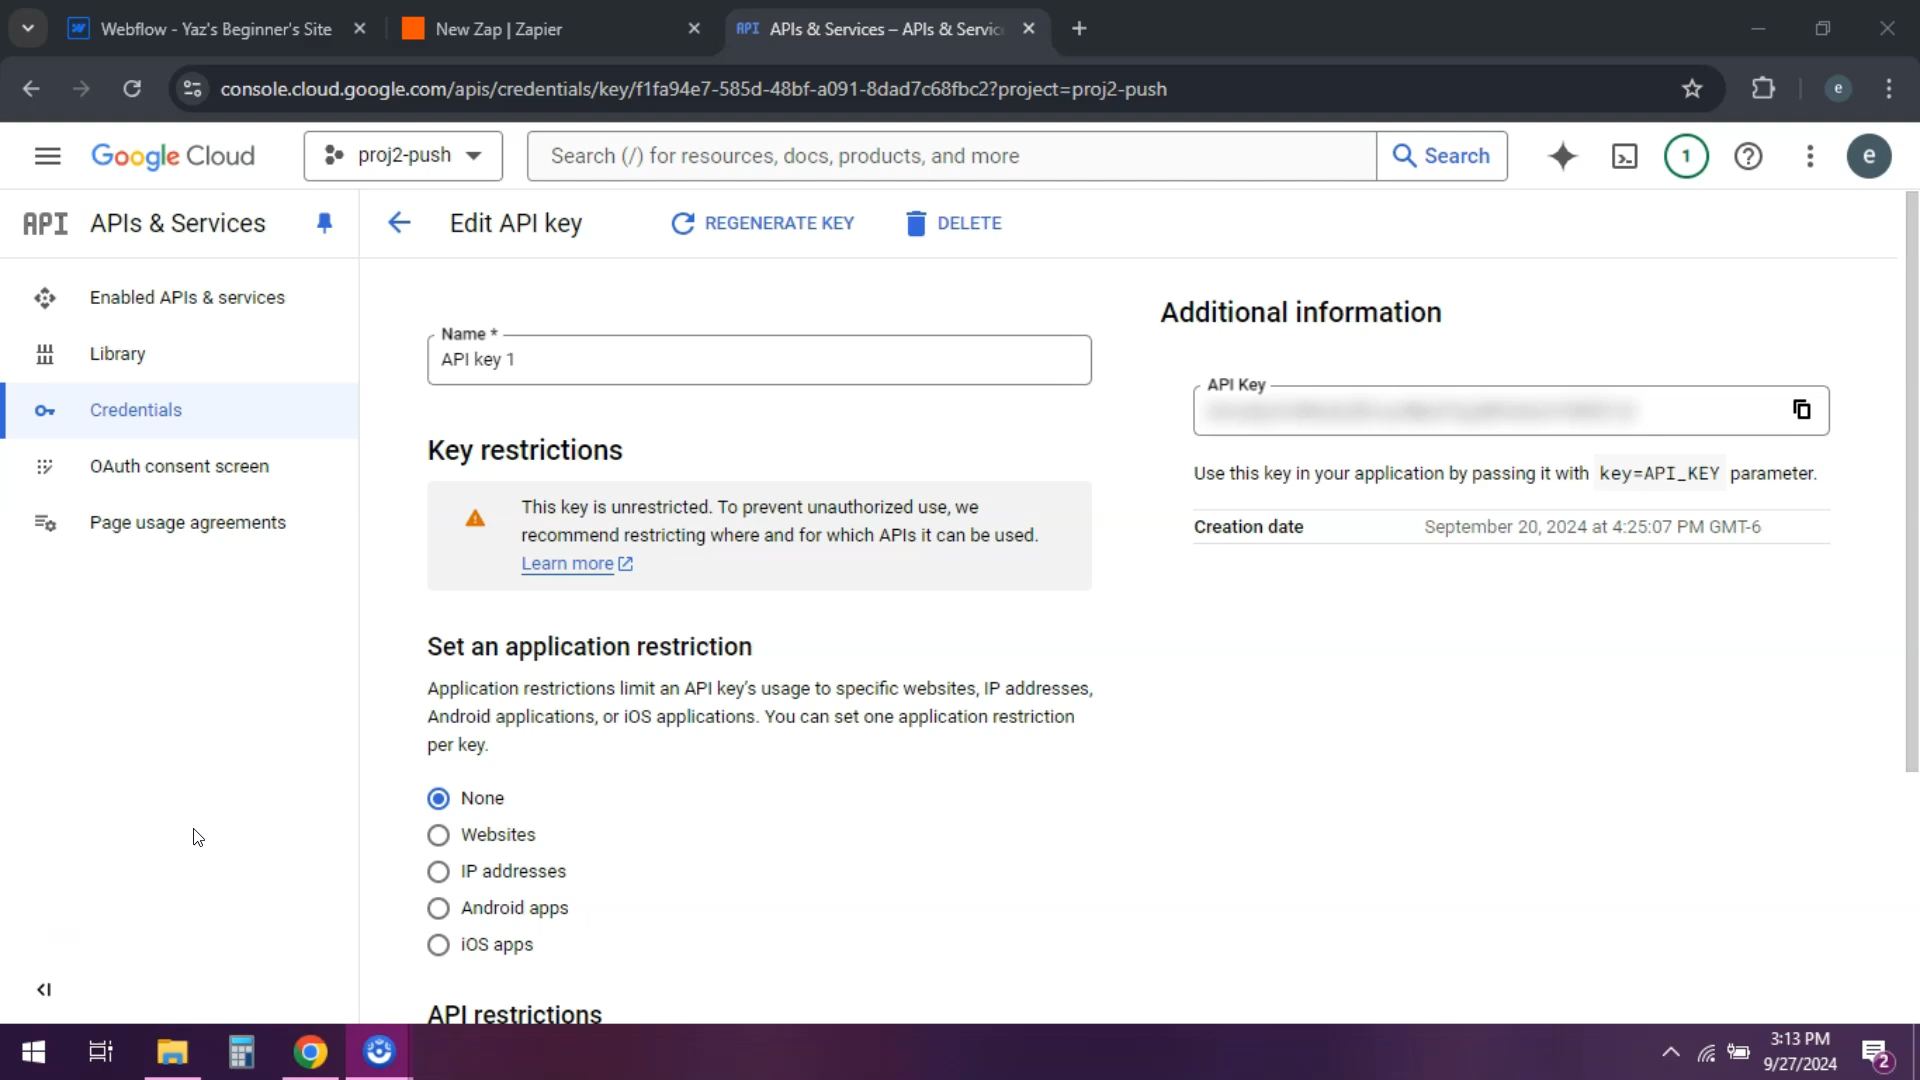 Webflow - Yaz's Beginner's Site
New Zap | Zapier
API APIs & Services – APIs & Servic
console.cloud.google.com/apis/credentials/key/f1fa94e7-585d-48bf-a091-8dad7c68fbc2?project=proj2-push
e
Google Cloud
proj2-push
Search (/) for resources, docs, products, and more
Search
1
e
API APIs & Services
Edit API key
REGENERATE KEY
DELETE
Enabled APIs & services
Library
Credentials
OAuth consent screen
Page usage agreements
Name *
API key 1
Key restrictions
This key is unrestricted. To prevent unauthorized use, we
recommend restricting where and for which APIs it can be used.
Learn more
Set an application restriction
Application restrictions limit an API key's usage to specific websites, IP addresses,
Android applications, or iOS applications. You can set one application restriction
per key.
None
Websites
IP addresses
Android apps
iOS apps
API restrictions
Additional information
API Key
Use this key in your application by passing it with key=API_KEY parameter.
Creation date September 20, 2024 at 4:25:07 PM GMT-6
3:13 PM
9/27/2024
2